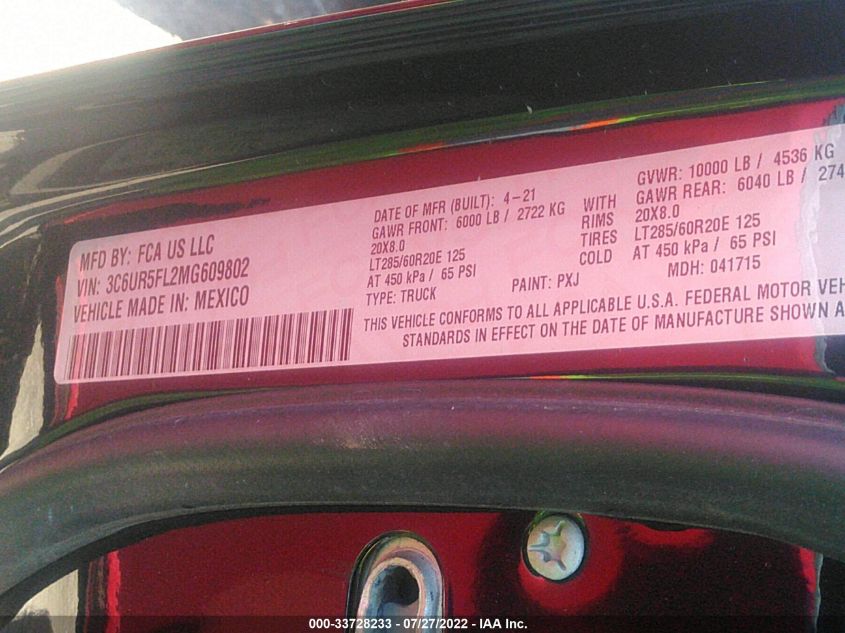 MFD BY: FCA US LLC
VIN: 3C6UR5FL2MG609802
VEHICLE MADE IN: MEXICO
DATE OF MFR (BUILT): 4-21
GAWR FRONT: 6000 LB / 2722 KG
20X8.0
LT285/60R20E 125
AT 450 kPa / 65 PSI
TYPE: TRUCK
WITH
RIMS
TIRES
COLD
GVWR: 10000 LB / 4536 KG
GAWR REAR: 6040 LB / 274
20X8.0
LT285/60R20E 125
AT 450 kPa / 65 PSI
PAINT: PXJ
MDH: 041715
THIS VEHICLE CONFORMS TO ALL APPLICABLE U.S.A. FEDERAL MOTOR VEH
STANDARDS IN EFFECT ON THE DATE OF MANUFACTURE SHOWN A
000-33728233 - 07/27/2022 - IAA Inc.